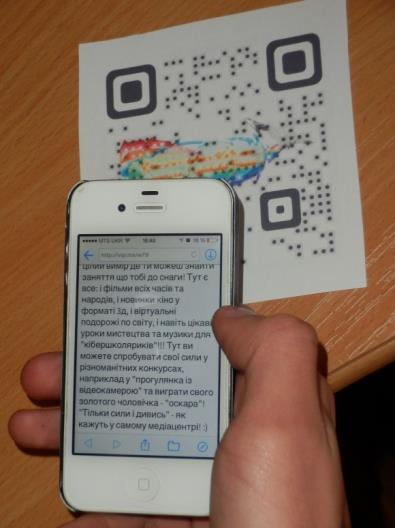 MTS UKR 16:40 16 %
цілий вимір де ти можеш знайти
заняття що тобі до снаги! Тут є
все: і фільми всіх часів та
народів, і новинки кіно у
форматі 3д, і віртуальні
подорожі по світу, і навіть цікаві
уроки мистецтва та музики для
"кібершколяриків"!!! Тут ви
можете спробувати свої сили у
різноманітних конкурсах,
наприклад у "прогулянка із
відеокамерою" та виграти свого
золотого чоловічка - "оскара"!
"Тільки сили і дивись" - як
кажуть у самому медіацентрі! :)